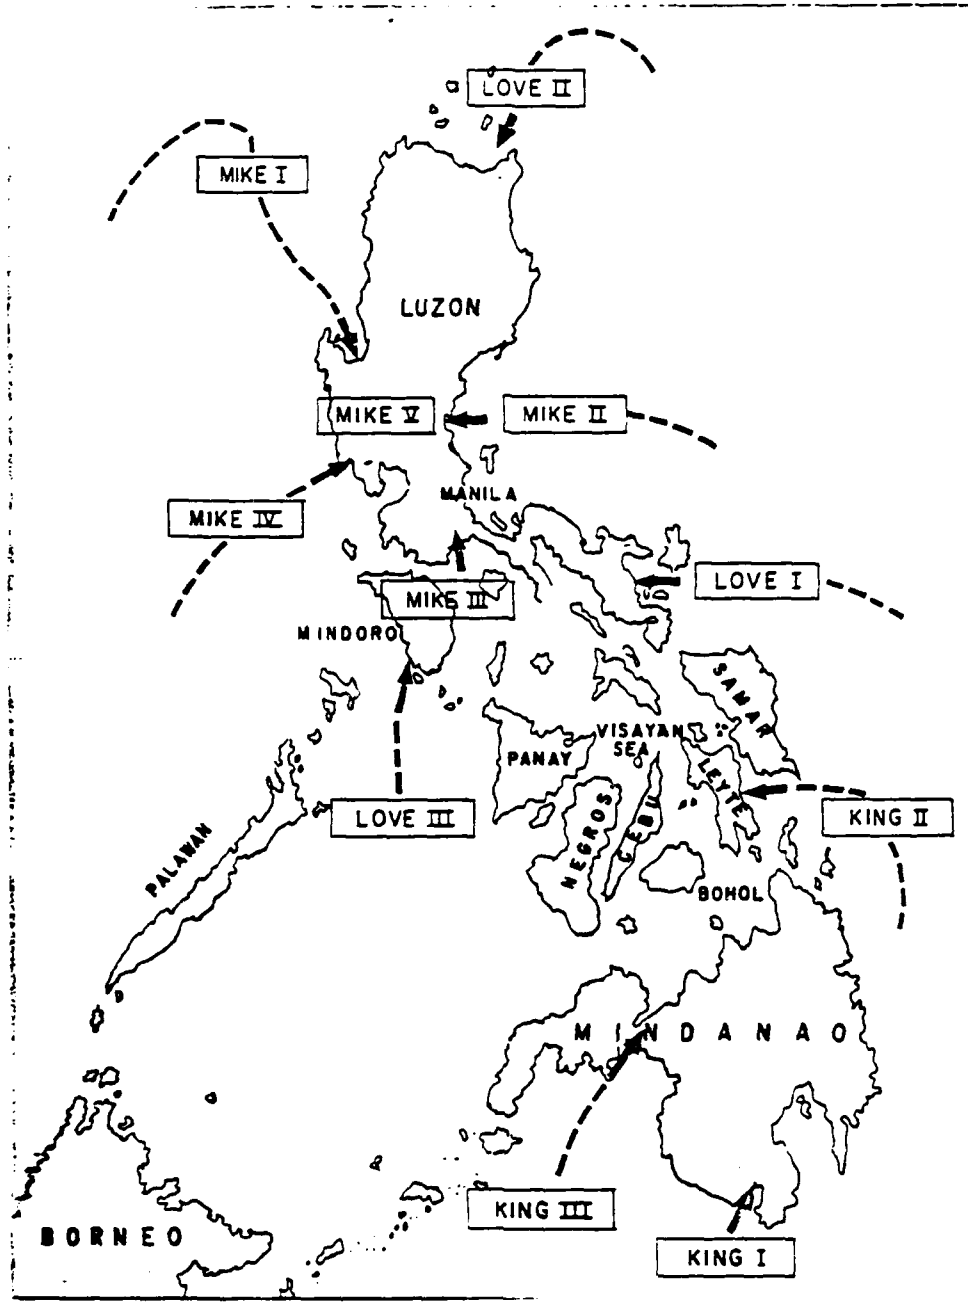 LOVE II
MIKE I
LUZON
MIKE V
MIKE II
MANILA
MIKE IV
LOVE I
MIKE III
MINDORO
SAMAR
VISAYAN
SEA
PANAY
LEYTE
LOVE III
NEGROS
CEBU
KING II
PALAWAN
BOHOL
MINDANAO
KING III
BORNEO
KING I